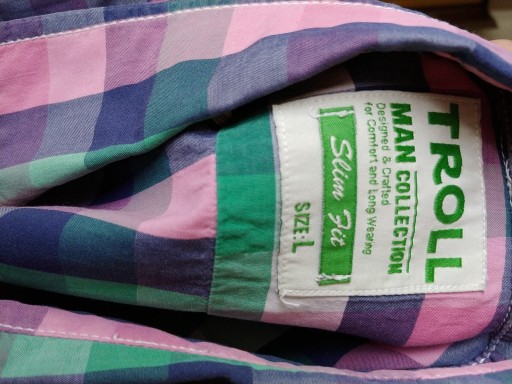 TROLL
MAN COLLECTION
Designed & Crafted
for Comfort and Long Wearing
Slim Fit
SIZE:L